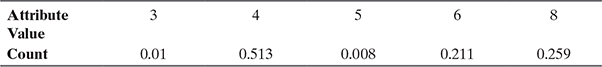 Attribute Value 3 4 5 6 8
Count 0.01 0.513 0.008 0.211 0.259